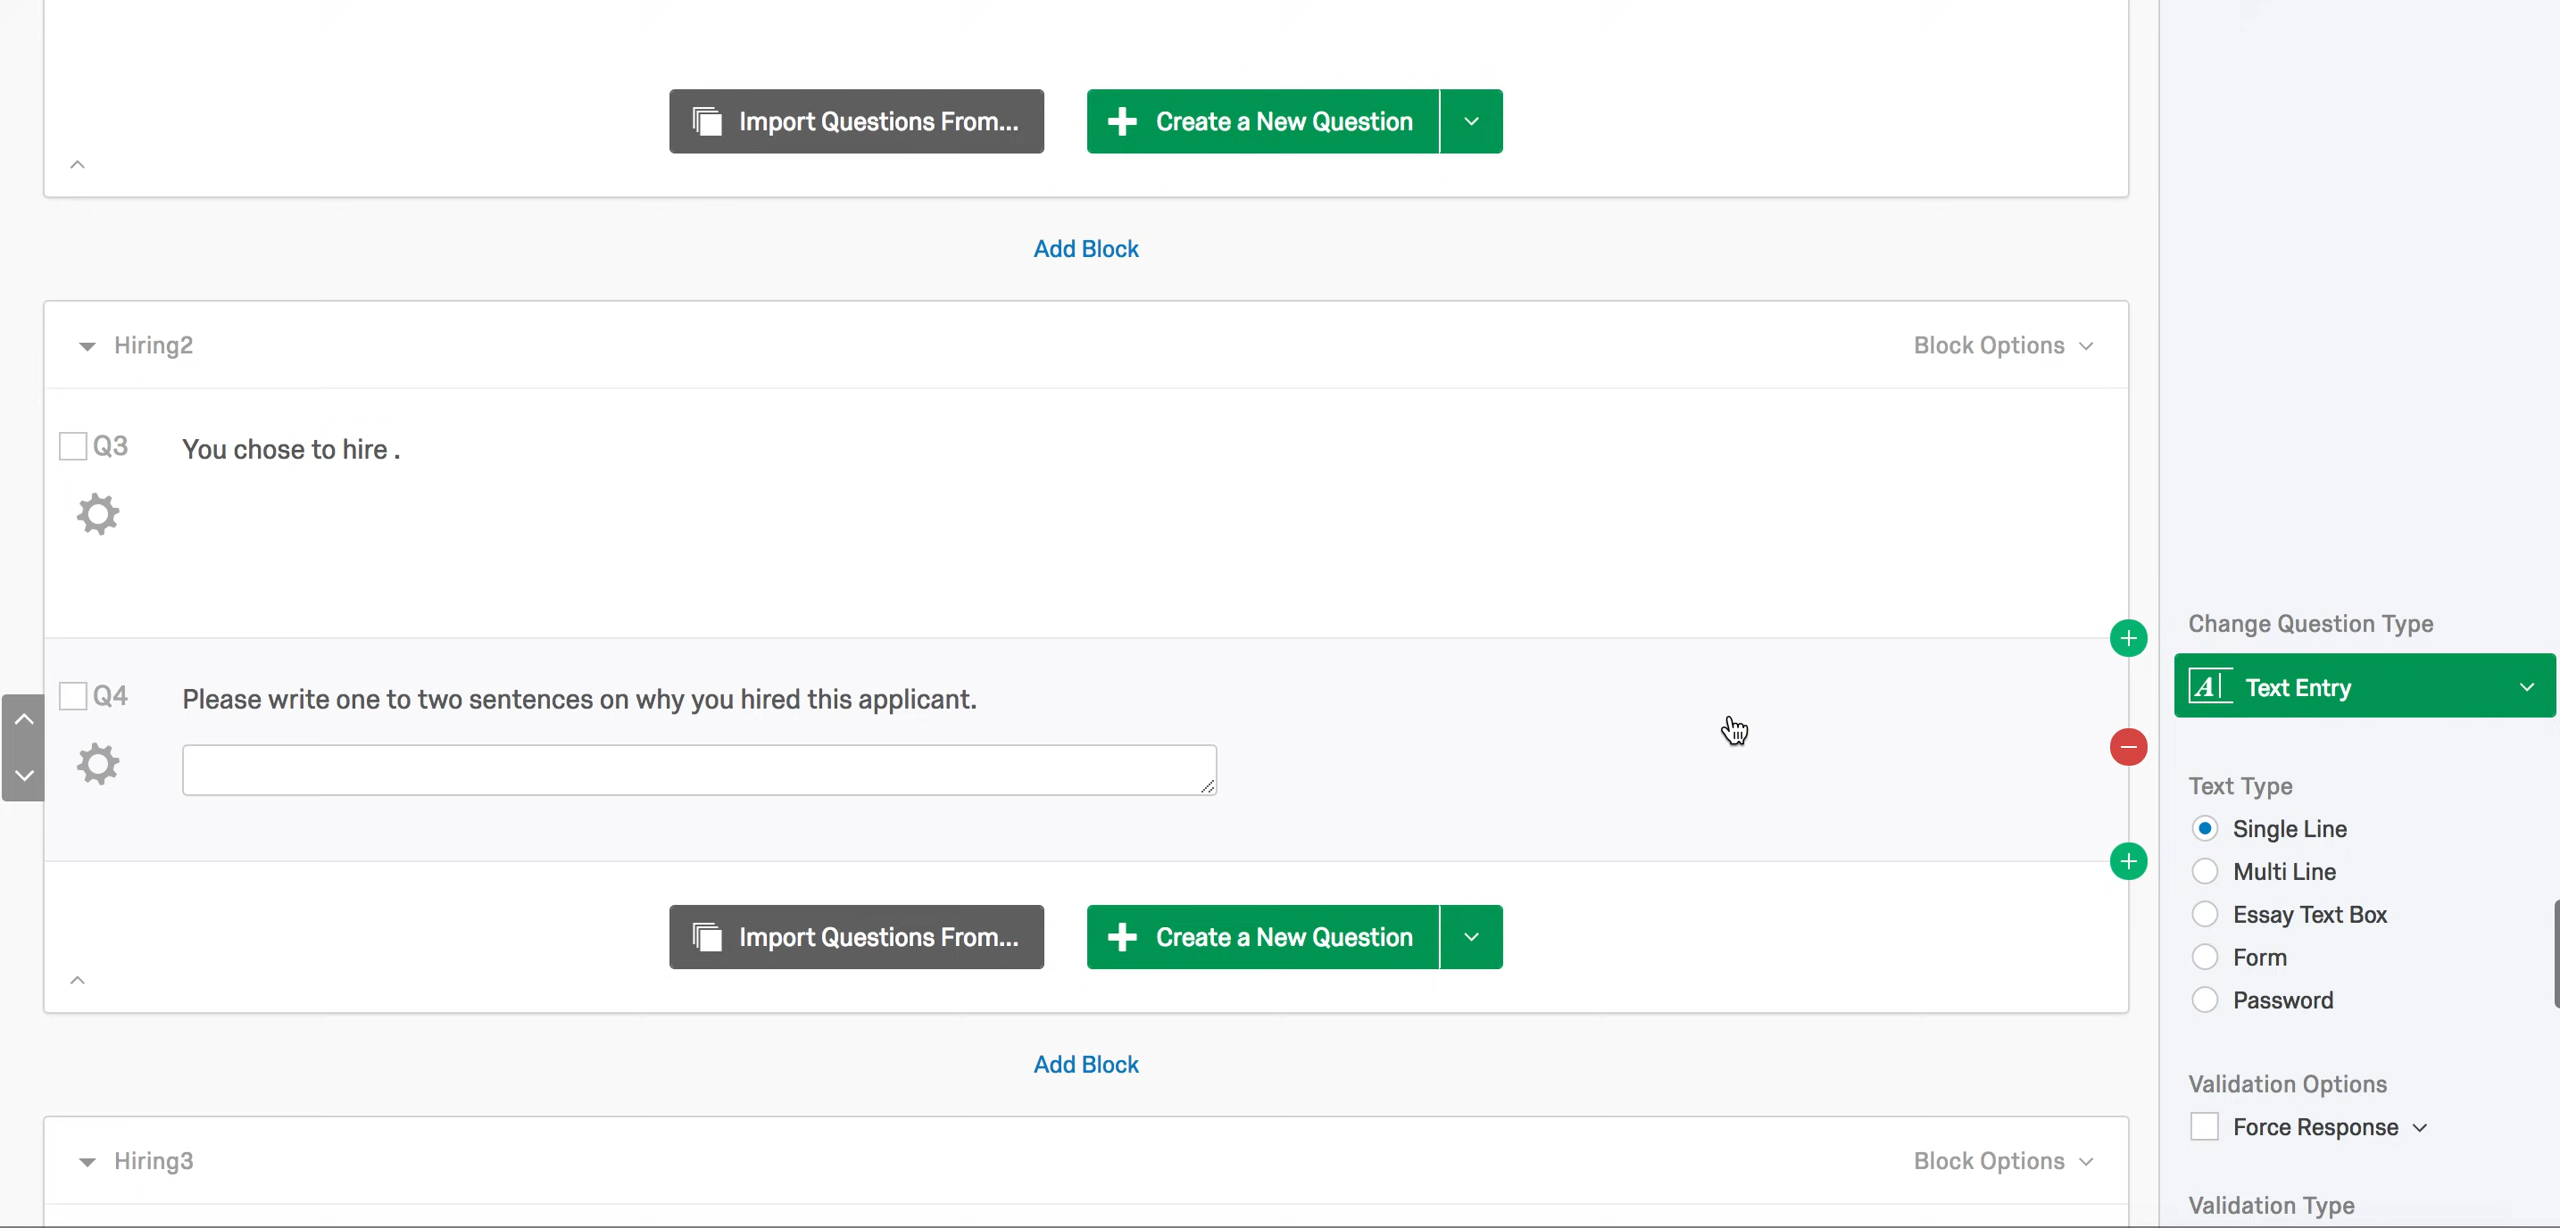 Import Questions From...
Create a New Question
Add Block
Hiring2
Block Options
Q3
You chose to hire .
Q4
Please write one to two sentences on why you hired this applicant.
Import Questions From...
Create a New Question
Add Block
Hiring3
Block Options
Change Question Type
A Text Entry
Text Type
Single Line
Multi Line
Essay Text Box
Form
Password
Validation Options
Force Response
Validation Type